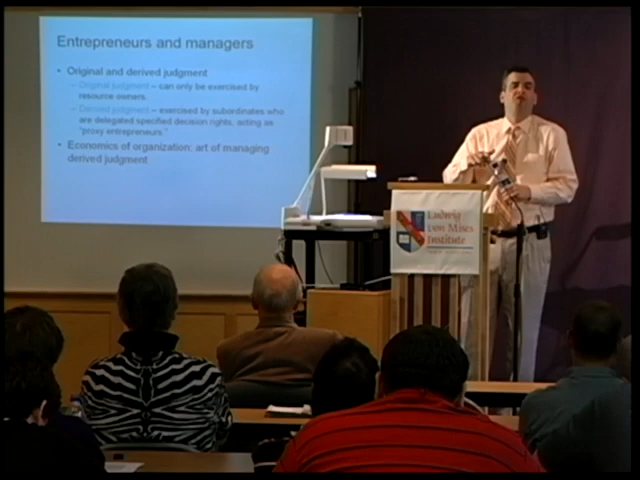 Entrepreneurs and managers
• Original and derived judgment
– Original judgment – can only be exercised by
resource owners.
– Derived judgment – exercised by subordinates who
are delegated specified decision rights, acting as
"proxy entrepreneurs."
• Economics of organization: art of managing
derived judgment
Ludwig
von Mises
Institute